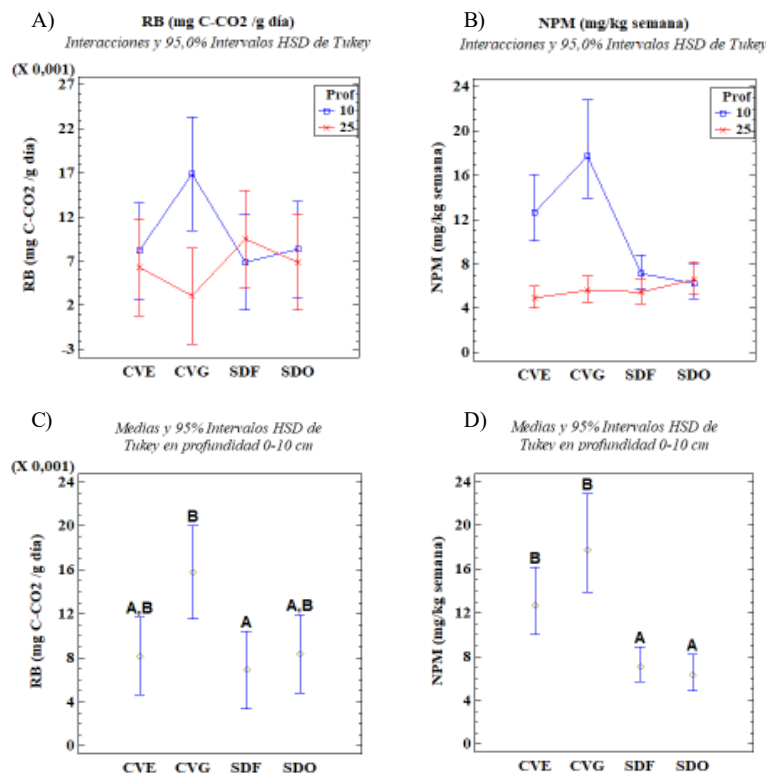 A)
RB (mg C-CO2 /g día)
Interacciones y 95,0% Intervalos HSD de Tukey
(X 0,001)
27
22
17
12
7
2
-3
RB (mg C-CO2 /g día)
Prof
10
25
CVE CVG SDF SDO
B)
NPM (mg/kg semana)
Interacciones y 95,0% Intervalos HSD de Tukey
24
20
16
12
8
4
0
NPM (mg/kg semana)
Prof
10
25
CVE CVG SDF SDO
C)
Medias y 95% Intervalos HSD de
Tukey en profundidad 0-10 cm
(X 0,001)
24
20
16
12
8
4
0
RB (mg C-CO2 /g día)
A,B
B
A
A,B
CVE CVG SDF SDO
D)
Medias y 95% Intervalos HSD de
Tukey en profundidad 0-10 cm
24
20
16
12
8
4
0
NPM (mg/kg semana)
B
B
A
A
CVE CVG SDF SDO